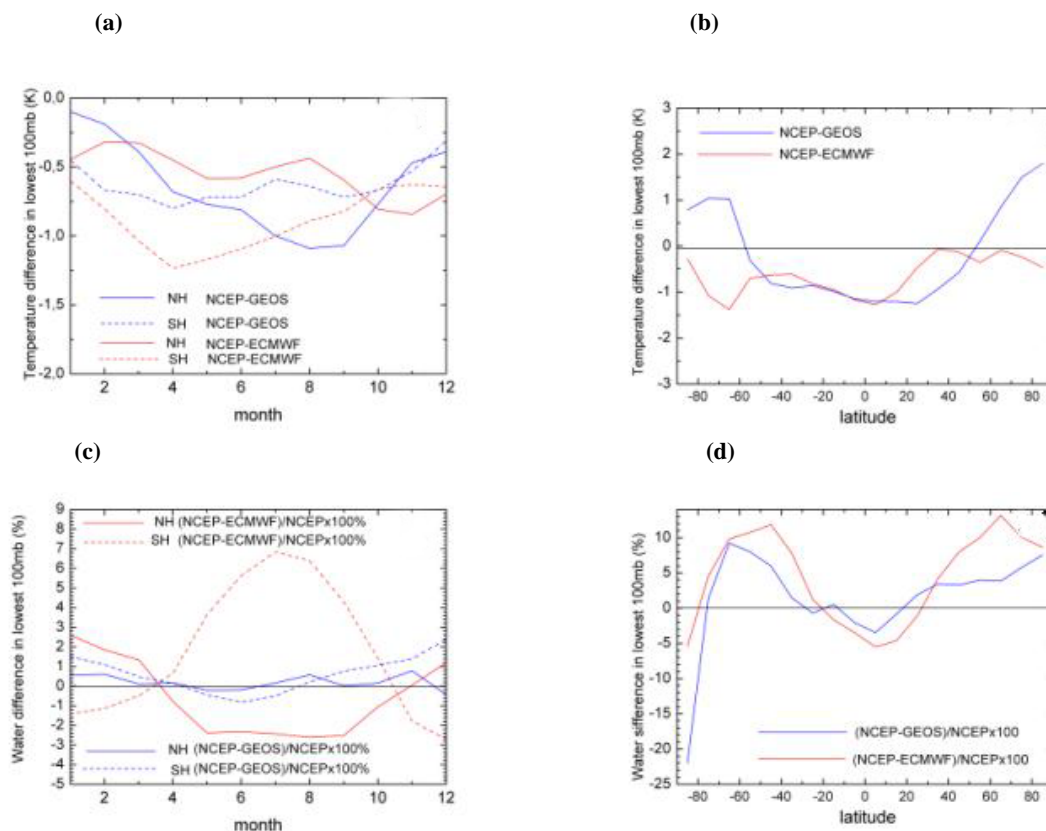 (a)
(b)
Temperature difference in lowest 100mb (K)
0.0
-0.5
-1.0
-1.5
-2.0
NH NCEP-GEOS
SH NCEP-GEOS
NH NCEP-ECMWF
SH NCEP-ECMWF
2 4 6 8 10 12
month
Temperature difference in lowest 100mb (K)
3
2
1
0
-1
-2
-3
NCEP-GEOS
NCEP-ECMWF
-80 -60 -40 -20 0 20 40 60 80
latitude
(c)
(d)
Water difference in lowest 100mb (%)
9
8
7
6
5
4
3
2
1
0
-1
-2
-3
-4
-5
NH (NCEP-ECMWF)/NCEPx100%
SH (NCEP-ECMWF)/NCEPx100%
NH (NCEP-GEOS)/NCEPx100%
SH (NCEP-GEOS)/NCEPx100%
2 4 6 8 10 12
month
Water sifference in lowest 100mb (%)
10
5
0
-5
-10
-15
-20
-25
(NCEP-GEOS)/NCEPx100
(NCEP-ECMWF)/NCEPx100
-80 -60 -40 -20 0 20 40 60 80
latitude